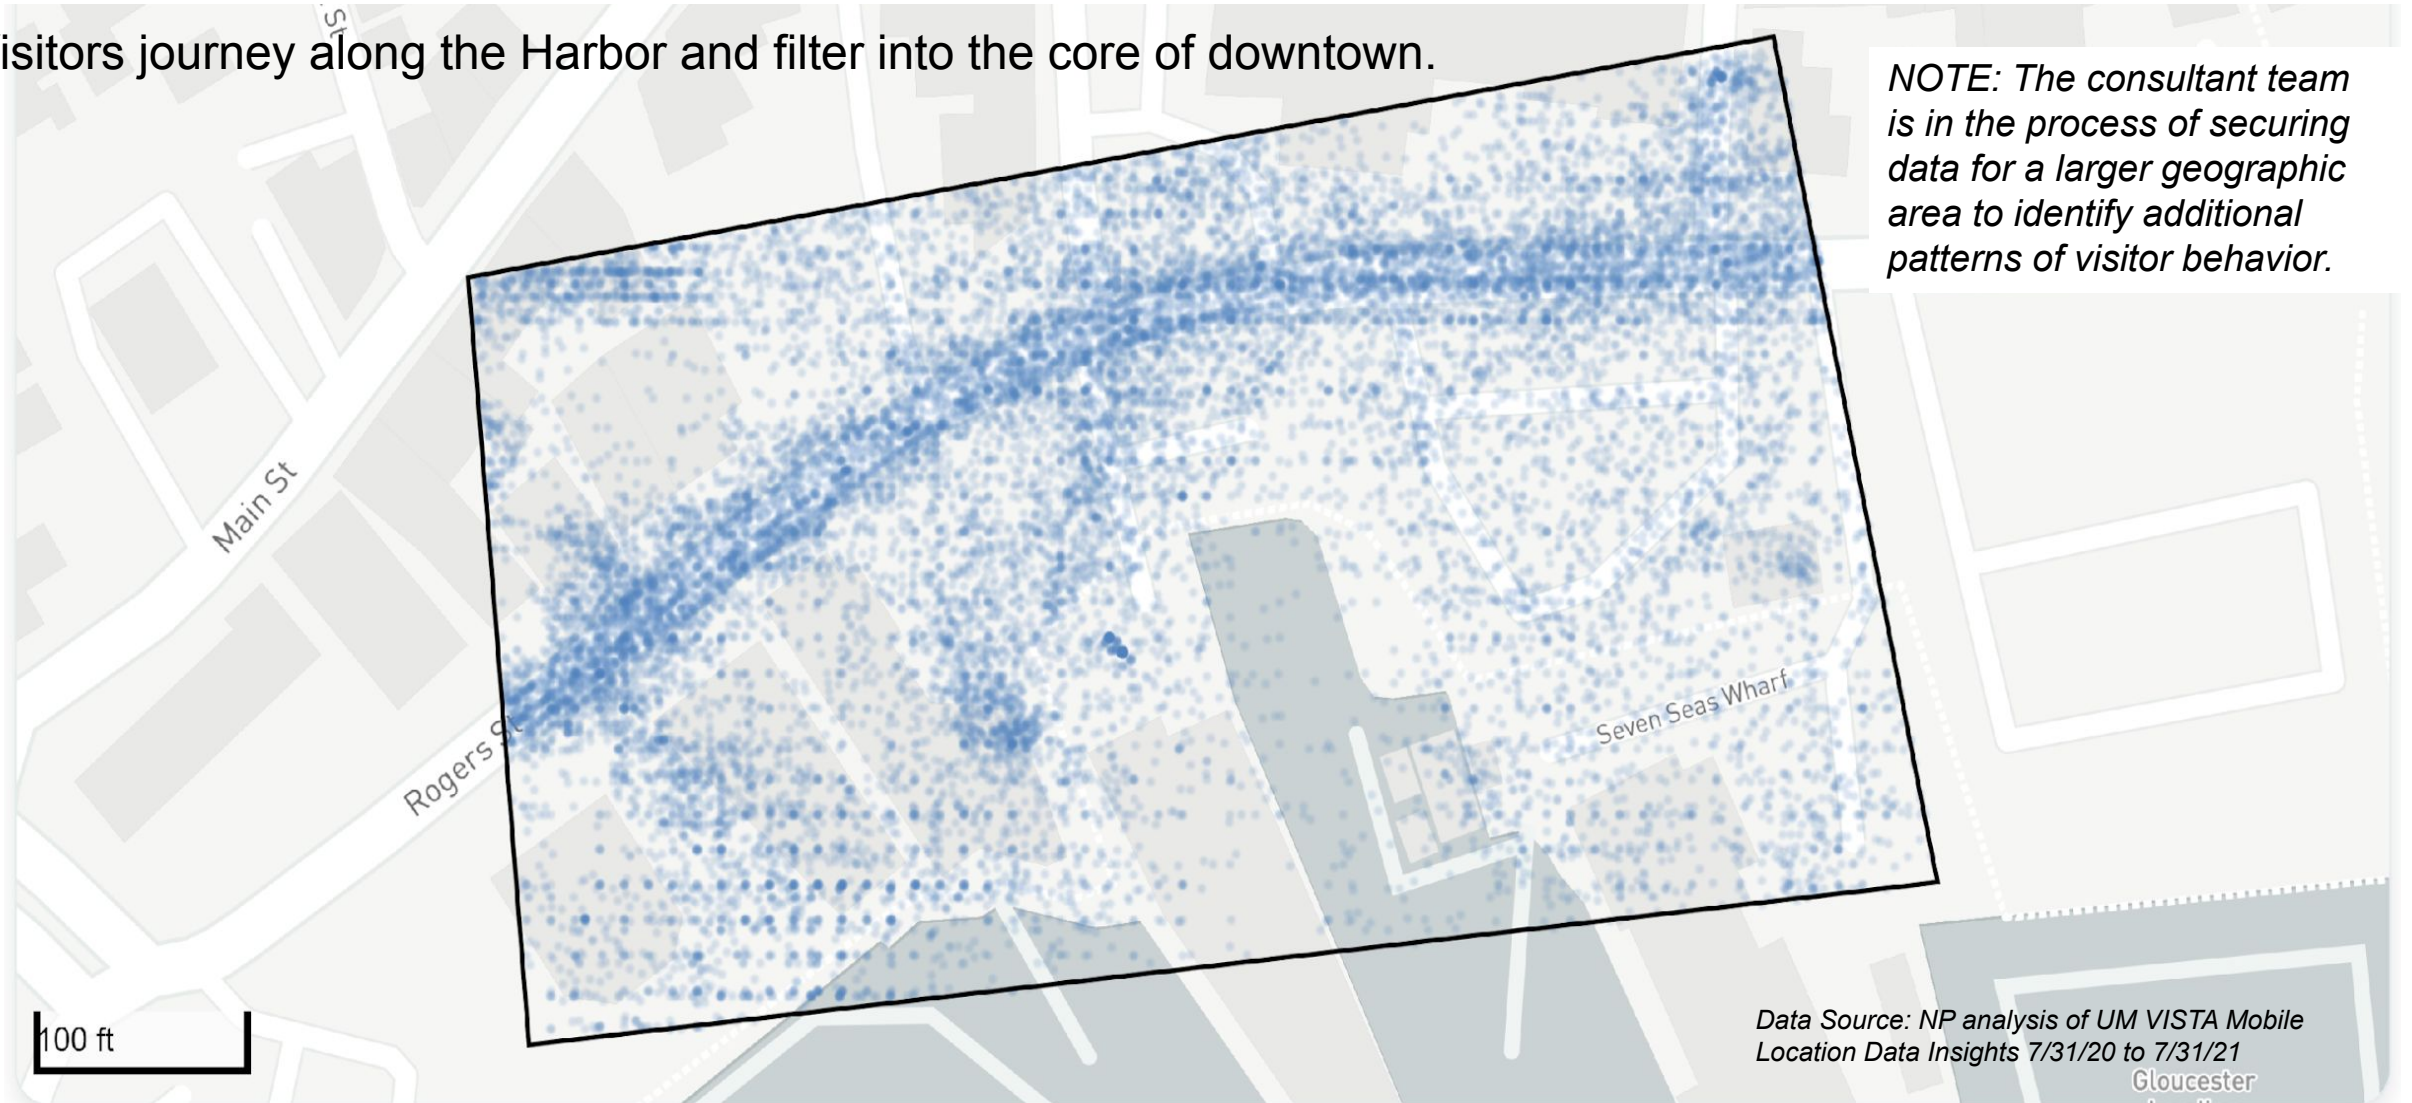 isitors journey along the Harbor and filter into the core of downtown.
St
NOTE: The consultant team
is in the process of securing
data for a larger geographic
area to identify additional
patterns of visitor behavior.
Main St
Rogers St
Seven Seas Wharf
100 ft
Data Source: NP analysis of UM VISTA Mobile
Location Data Insights 7/31/20 to 7/31/21
Gloucester